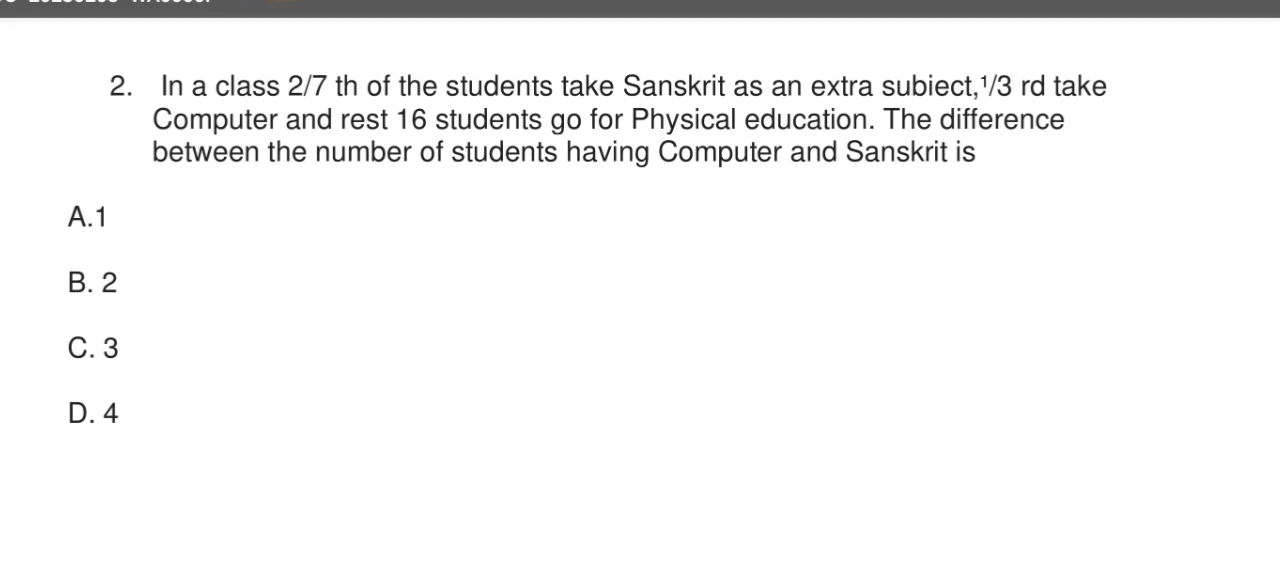 2. In a class 2/7 th of the students take Sanskrit as an extra subiect,¹/3 rd take
Computer and rest 16 students go for Physical education. The difference
between the number of students having Computer and Sanskrit is
A.1
B. 2
C. 3
D. 4